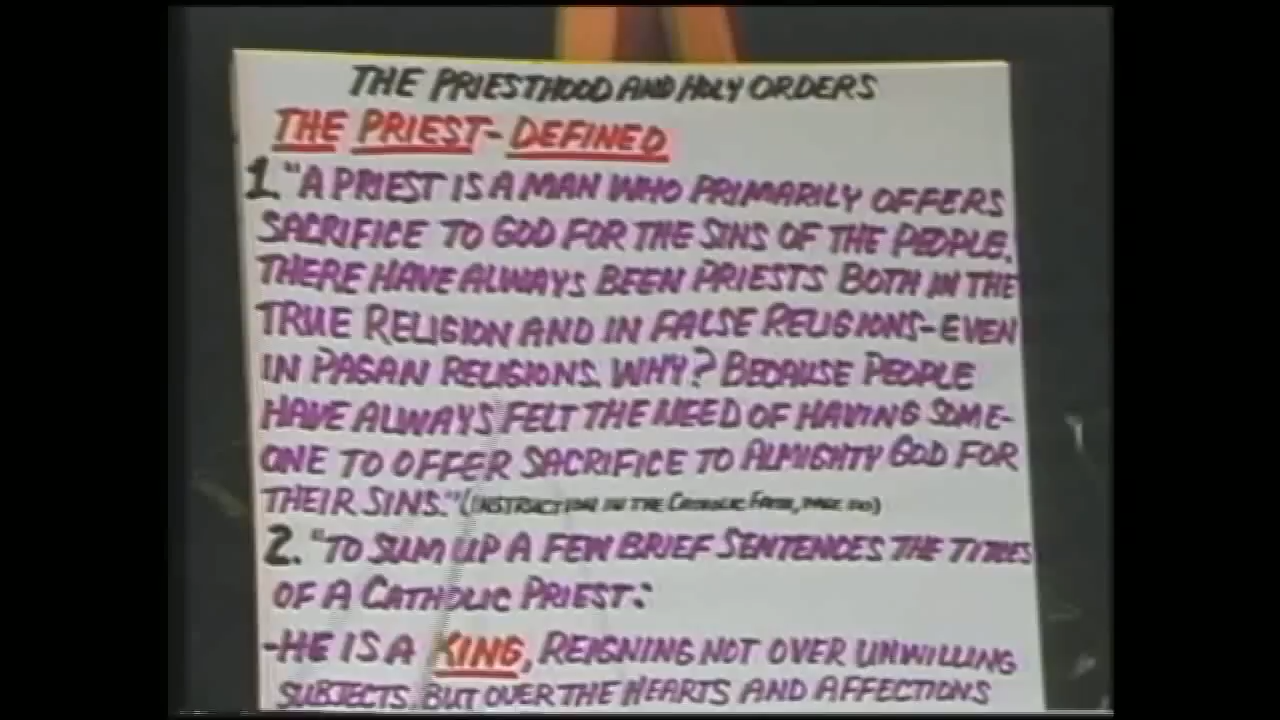 THE PRIESTHOOD AND HOLY ORDERS
THE PRIEST- DEFINED
1. "A PRIEST IS A MAN WHO PRIMARILY OFFERS
SACRIFICE TO GOD FOR THE SINS OF THE PEOPLE.
THERE HAVE ALWAYS BEEN PRIESTS BOTH IN THE
TRUE RELIGION AND IN FALSE RELIGIONS-EVEN
IN PAGAN RELIGIONS. WHY? BECAUSE PEOPLE
HAVE ALWAYS FELT THE NEED OF HAVING SOME-
ONE TO OFFER SACRIFICE TO ALMIGHTY GOD FOR
THEIR SINS." (INSTRUCTION IN THE CATHOLIC FAITH, PAGE
2. "TO SUM UP A FEW BRIEF SENTENCES THE TITLES
OF A CATHOLIC PRIEST:
-HE IS A KING, REIGNING NOT OVER UNWILLING
SUBJECTS, BUT OVER THE HEARTS AND AFFECTIONS